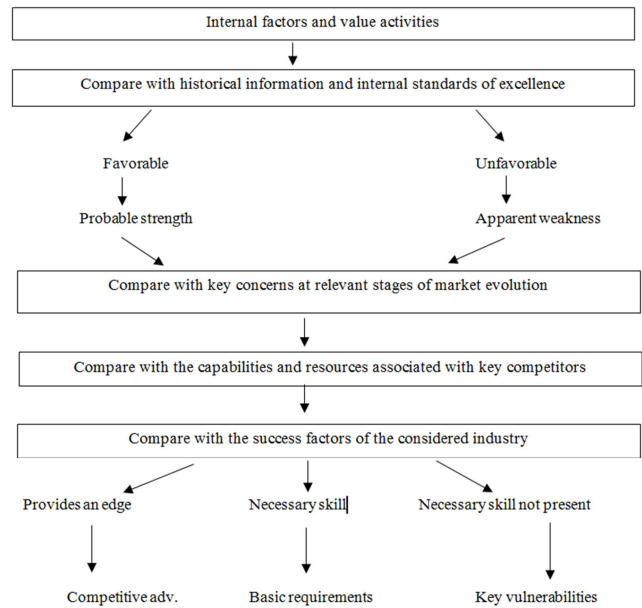 Internal factors and value activities
Compare with historical information and internal standards of excellence
Favorable
Unfavorable
Probable strength
Apparent weakness
Compare with key concerns at relevant stages of market evolution
Compare with the capabilities and resources associated with key competitors
Compare with the success factors of the considered industry
Provides an edge
Necessary skill
Necessary skill not present
Competitive adv.
Basic requirements
Key vulnerabilities